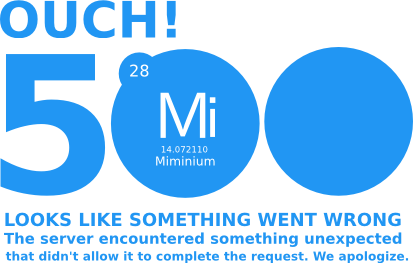 OUCH!
5
28
Mi
14.072110
Miminium
LOOKS LIKE SOMETHING WENT WRONG
The server encountered something unexpected
that didn't allow it to complete the request. We apologize.